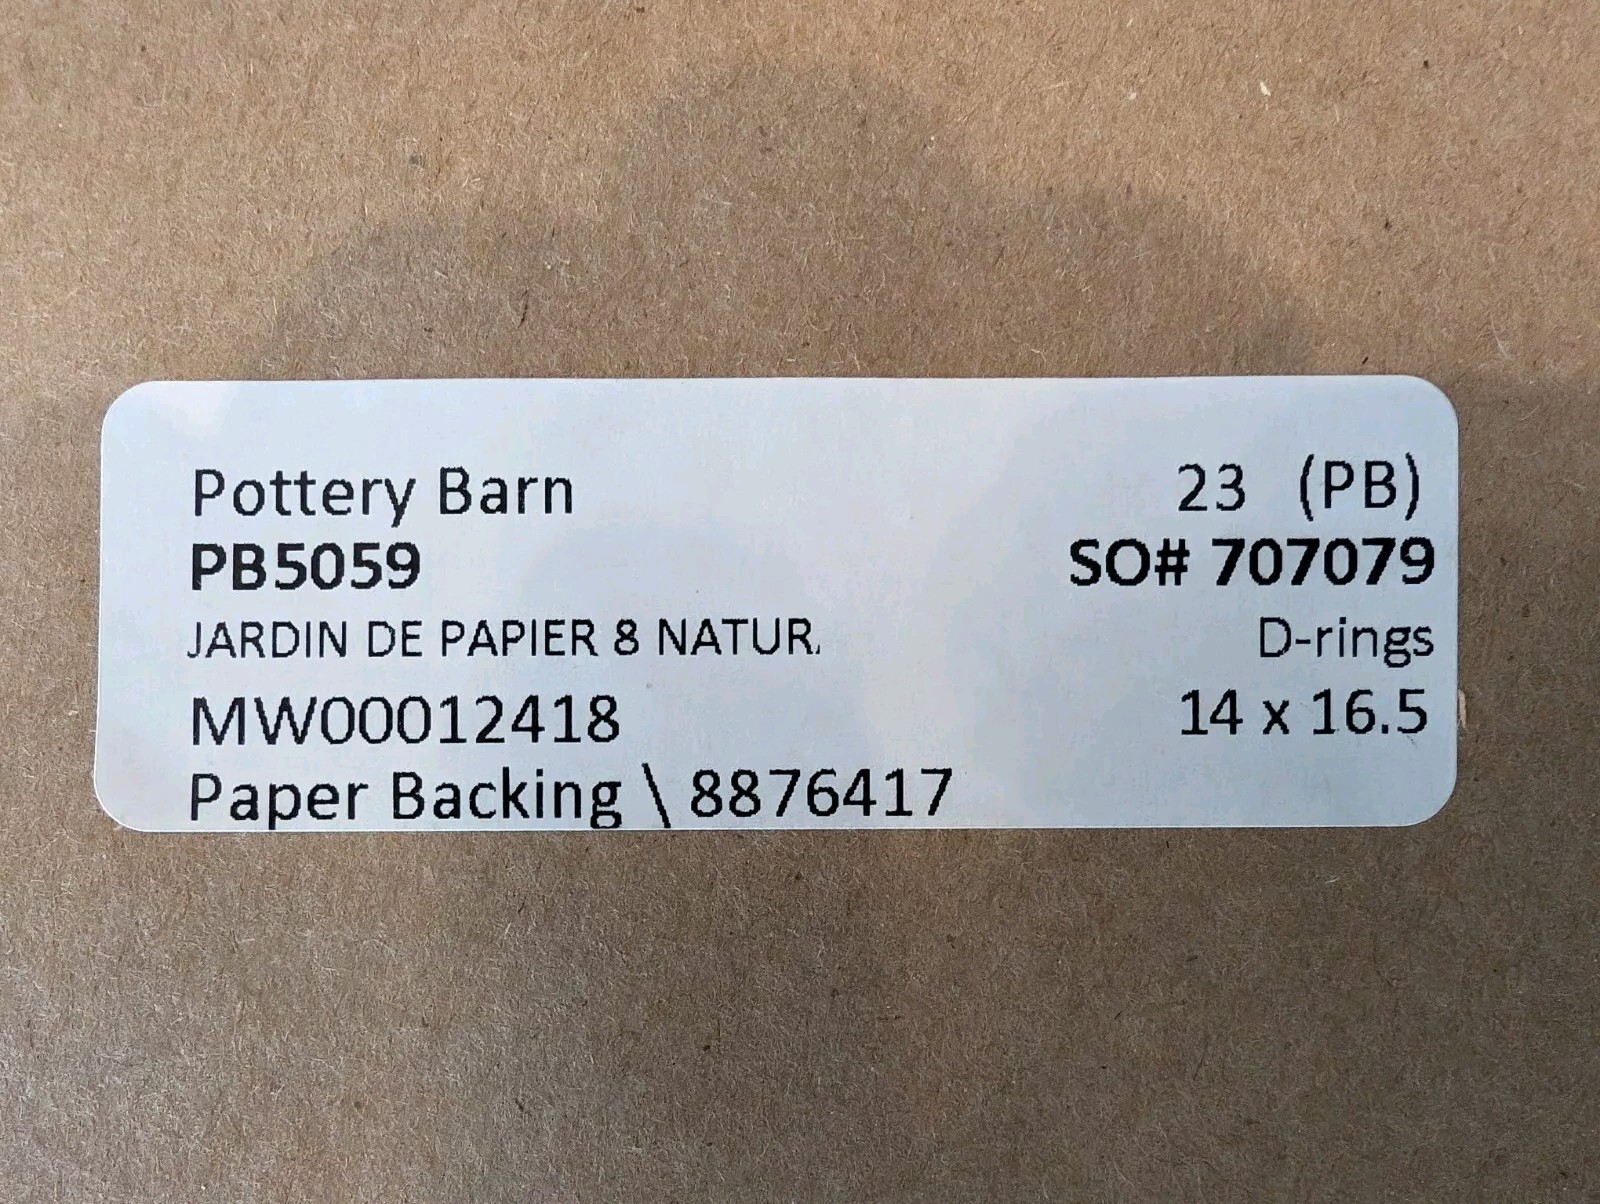 Pottery Barn 23 (PB)
PB5059 SO# 707079
JARDIN DE PAPIER 8 NATUR D-rings
MW00012418 14 x 16.5
Paper Backing \ 8876417